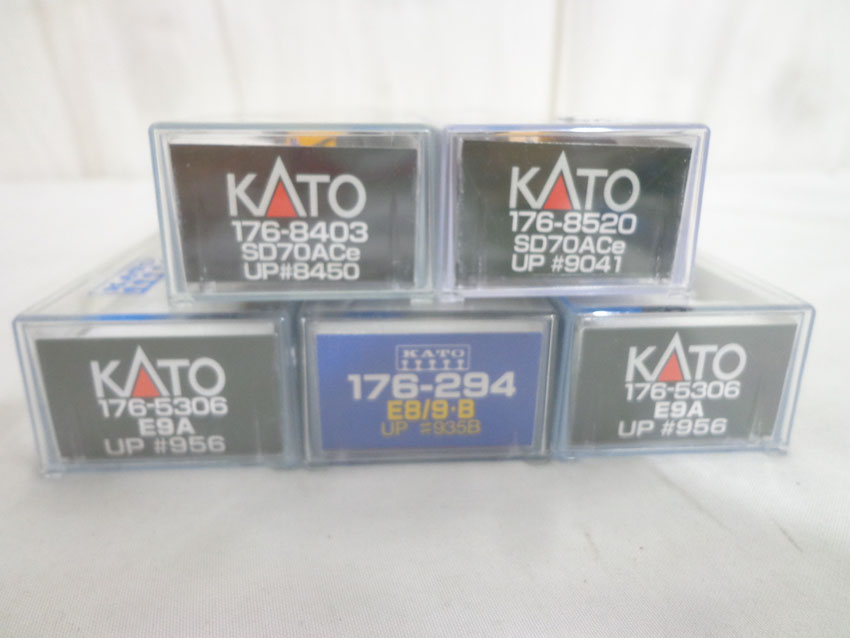 KATO
176-8403
SD70ACe
UP#8450
KATO
176-8520
SD70ACe
UP #9041
KATO
176-5306
E9A
UP #956
KATO
176-294
E8/9·B
UP #935B
KATO
176-5306
E9A
UP #956